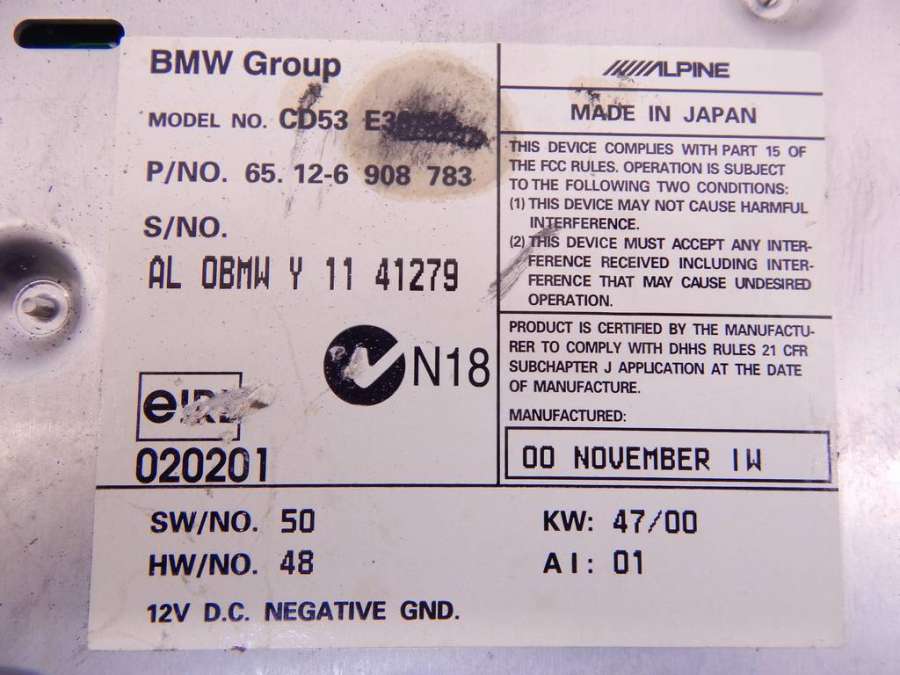 BMW Group
MODEL NO. CD53
P/NO. 65. 12-6 908 783
S/NO.
AL 0BMW Y 11 41279
N18
020201
ALPINE
MADE IN JAPAN
THIS DEVICE COMPLIES WITH PART 15 OF
THE FCC RULES. OPERATION IS SUBJECT
TO THE FOLLOWING TWO CONDITIONS:
(1) THIS DEVICE MAY NOT CAUSE HARMFUL
INTERFERENCE.
(2) THIS DEVICE MUST ACCEPT ANY INTER-
FERENCE RECEIVED INCLUDING INTER-
FERENCE THAT MAY CAUSE UNDESIRED
OPERATION.
PRODUCT IS CERTIFIED BY THE MANUFACTU-
RER TO COMPLY WITH DHHS RULES 21 CFR
SUBCHAPTER J APPLICATION AT THE DATE
OF MANUFACTURE.
MANUFACTURED:
00 NOVEMBER 1W
SW/NO. 50
HW/NO. 48
KW: 47/00
AI: 01
12V D.C. NEGATIVE GND.